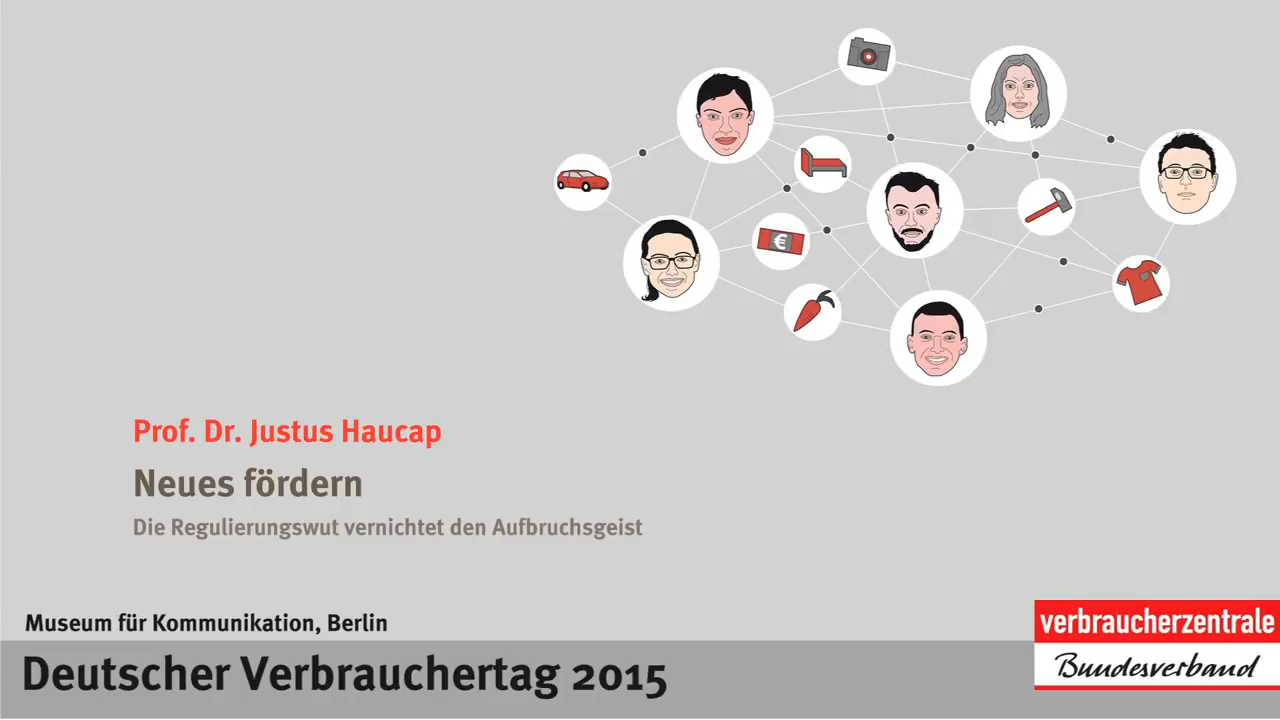 €
Prof. Dr. Justus Haucap
Neues fördern
Die Regulierungswut vernichtet den Aufbruchsgeist
Museum für Kommunikation, Berlin
Deutscher Verbrauchertag 2015
verbraucherzentrale
Bundesverband